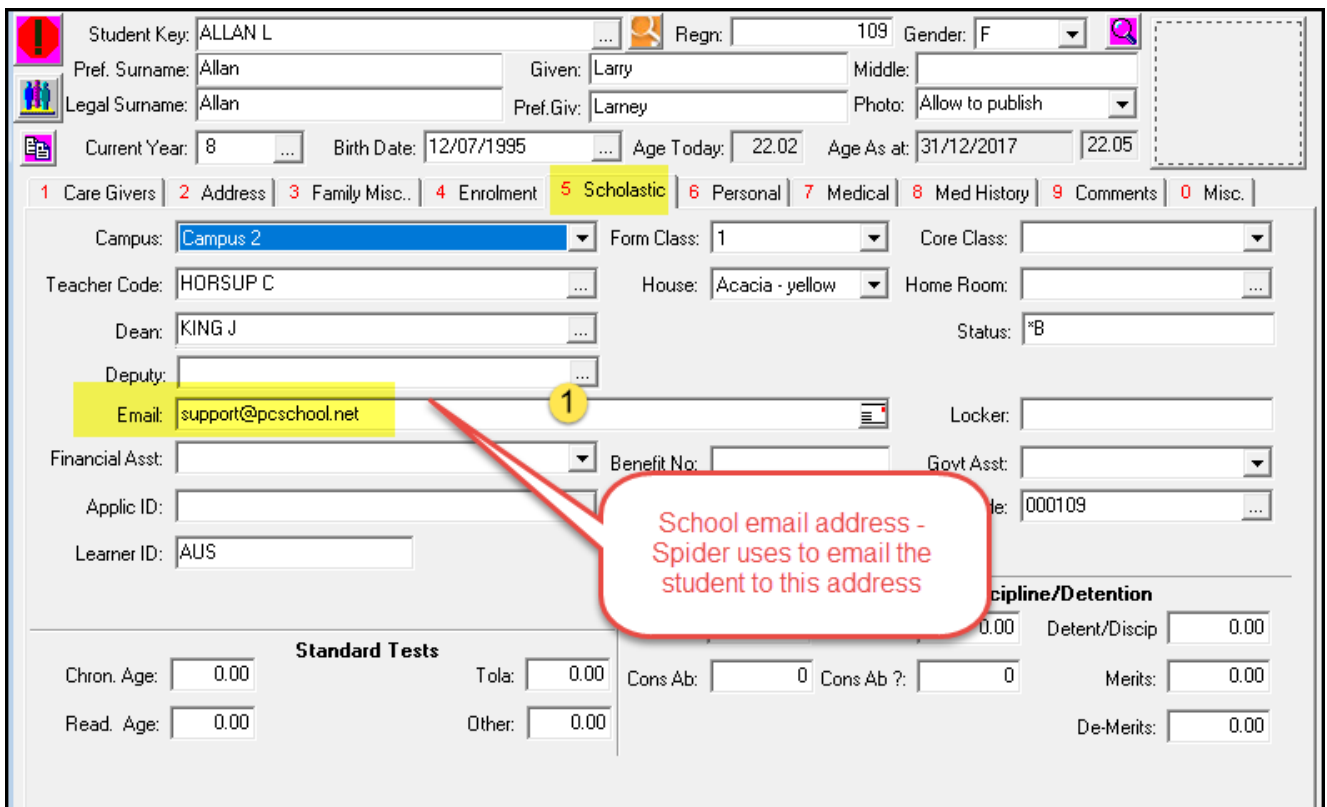 Student Key: ALLAN L ... Regn: 109 Gender: F
Pref. Surname: Allan Given: Larry Middle:
Legal Surname: Allan Pref.Giv: Larney Photo: Allow to publish
Current Year: 8 ... Birth Date: 12/07/1995 ... Age Today: 22.02 Age As at: 31/12/2017 22.05
1 Care Givers 2 Address 3 Family Misc.. 4 Enrolment 5 Scholastic 6 Personal 7 Medical 8 Med History 9 Comments 0 Misc.
Campus: Campus 2 Form Class: 1 Core Class:
Teacher Code: HORSUP C ... House: Acacia - yellow Home Room: ...
Dean: KING J ... Status: *B
Deputy: ...
Email: support@pcschool.net 1 Locker:
Financial Asst: Benefit No: Govt Asst:
Applic ID: 000109 ...
Learner ID: AUS
School email address -
Spider uses to email the
student to this address
Standard Tests
Chron. Age: 0.00 Tola: 0.00
Read. Age: 0.00 Other: 0.00
cipline/Detention
0.00 Detent/Discip 0.00
Cons Ab: 0 Cons Ab ?: 0 Merits: 0.00
De-Merits: 0.00